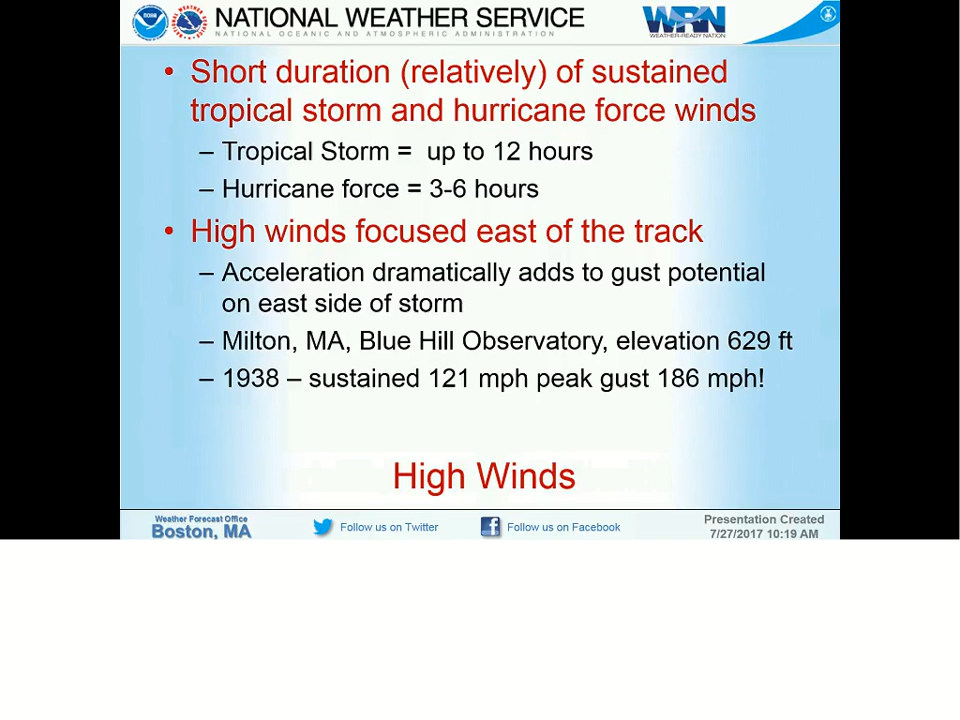 NATIONAL WEATHER SERVICE
NATIONAL OCEANIC AND ATMOSPHERIC ADMINISTRATION
WRN
WEATHER-READY NATION
• Short duration (relatively) of sustained
tropical storm and hurricane force winds
– Tropical Storm = up to 12 hours
– Hurricane force = 3-6 hours
• High winds focused east of the track
– Acceleration dramatically adds to gust potential
on east side of storm
– Milton, MA, Blue Hill Observatory, elevation 629 ft
– 1938 – sustained 121 mph peak gust 186 mph!
High Winds
Weather Forecast Office
Boston, MA
Follow us on Twitter
Follow us on Facebook
Presentation Created
7/27/2017 10:19 AM